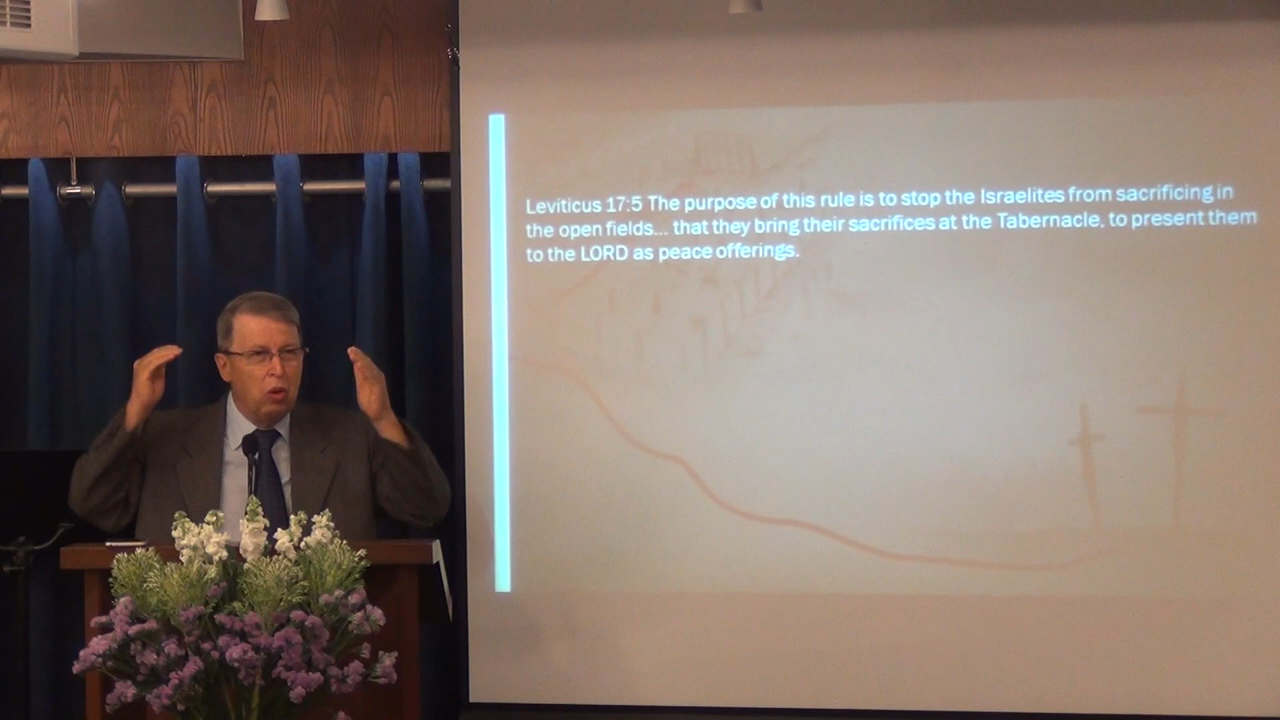 Leviticus 17:5 The purpose of this rule is to stop the Israelites from sacrificing in
the open fields... that they bring their sacrifices at the Tabernacle, to present them
to the LORD as peace offerings.